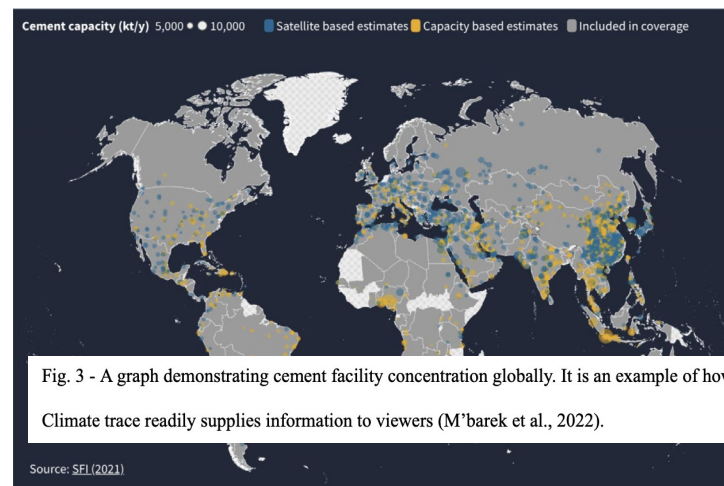 Cement capacity (kt/y) 5,000 10,000 Satellite based estimates Capacity based estimates Included in coverage
Fig. 3 - A graph demonstrating cement facility concentration globally. It is an example of how
Climate trace readily supplies information to viewers (M’barek et al., 2022).
Source: SFI (2021)